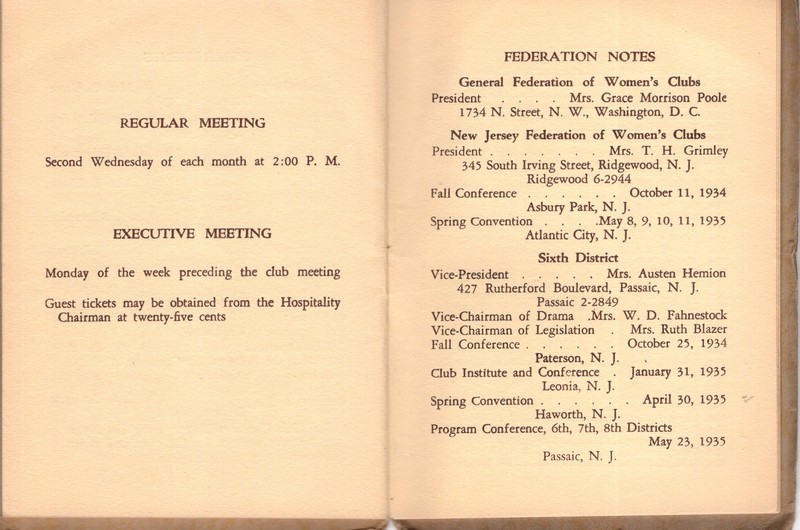 REGULAR MEETING
Second Wednesday of each month at 2:00 P. M.
EXECUTIVE MEETING
Monday of the week preceding the club meeting
Guest tickets may be obtained from the Hospitality
Chairman at twenty-five cents
FEDERATION NOTES
General Federation of Women's Clubs
President . . . . Mrs. Grace Morrison Poole
1734 N. Street, N. W., Washington, D. C.
New Jersey Federation of Women's Clubs
President . . . . . . . Mrs. T. H. Grimley
345 South Irving Street, Ridgewood, N. J.
Ridgewood 6-2944
Fall Conference . . . . . . October 11, 1934
Asbury Park, N. J.
Spring Convention . . . .May 8, 9, 10, 11, 1935
Atlantic City, N. J.
Sixth District
Vice-President . . . . . Mrs. Austen Hemion
427 Rutherford Boulevard, Passaic, N. J.
Passaic 2-2849
Vice-Chairman of Drama .Mrs. W. D. Fahnestock
Vice-Chairman of Legislation . Mrs. Ruth Blazer
Fall Conference . . . . . . October 25, 1934
Paterson, N. J.
Club Institute and Conference . January 31, 1935
Leonia, N. J.
Spring Convention . . . . . . April 30, 1935
Haworth, N. J.
Program Conference, 6th, 7th, 8th Districts
May 23, 1935
Passaic, N. J.